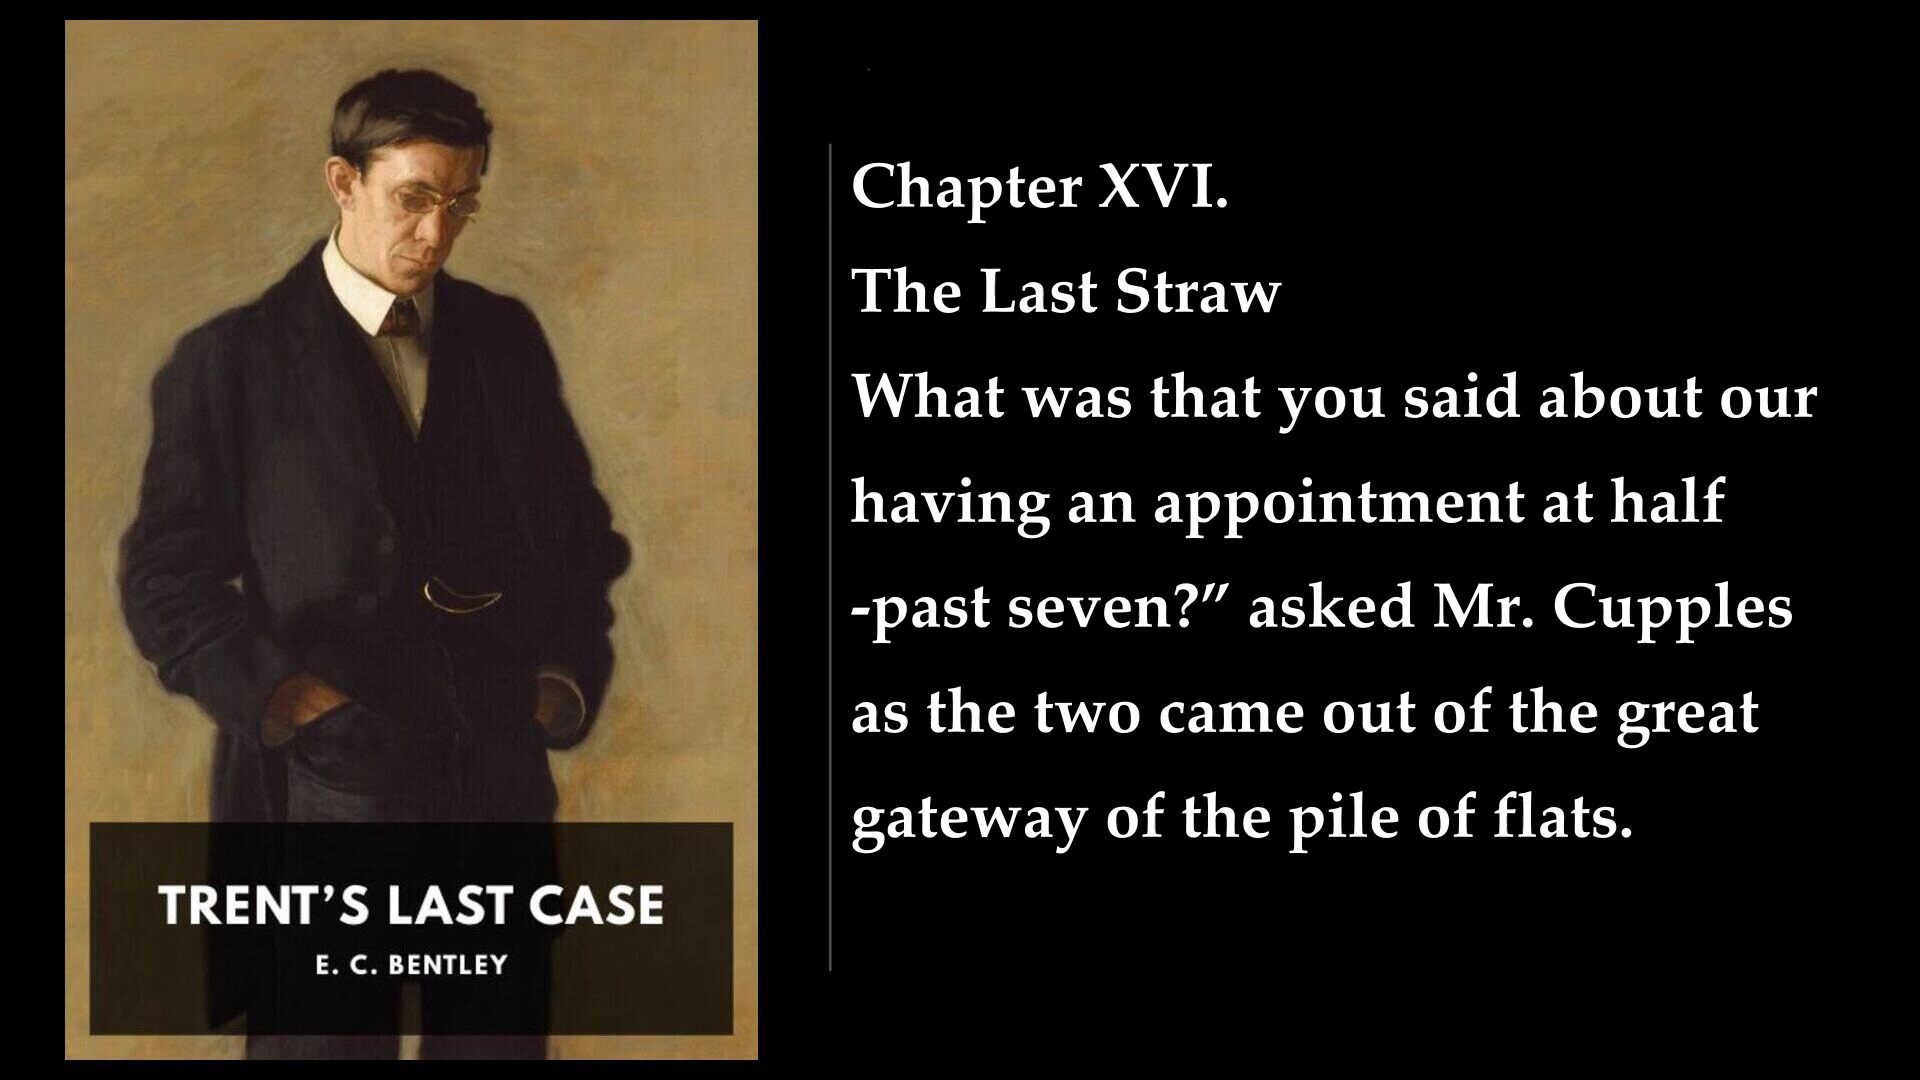 TRENT’S LAST CASE
E. C. BENTLEY
Chapter XVI.
The Last Straw
What was that you said about our
having an appointment at half
-past seven?” asked Mr. Cupples
as the two came out of the great
gateway of the pile of flats.